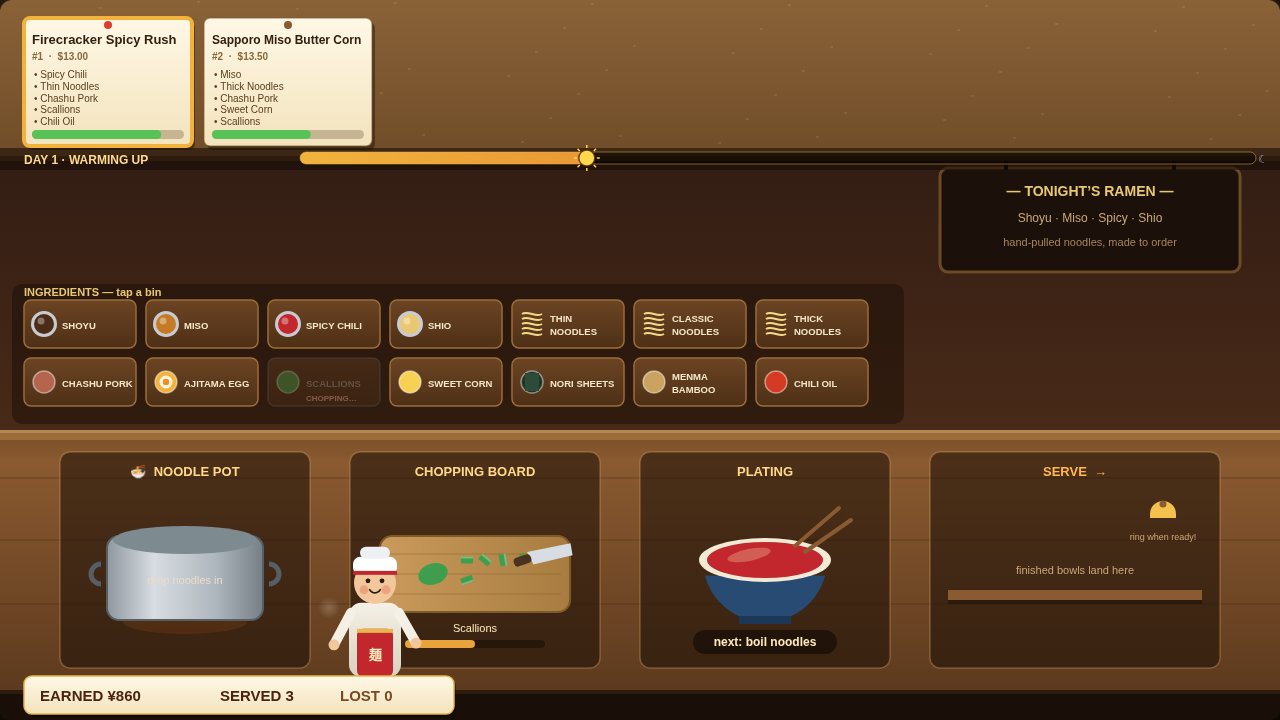 Firecracker Spicy Rush
#1 · $13.00
• Spicy Chili
• Thin Noodles
• Chashu Pork
• Scallions
• Chili Oil
Sapporo Miso Butter Corn
#2 · $13.50
• Miso
• Thick Noodles
• Chashu Pork
• Sweet Corn
• Scallions
DAY 1 · WARMING UP
— TONIGHT’S RAMEN —
Shoyu · Miso · Spicy · Shio
hand-pulled noodles, made to order
INGREDIENTS — tap a bin
SHOYU
MISO
SPICY CHILI
SHIO
THIN
NOODLES
CLASSIC
NOODLES
THICK
NOODLES
CHASHU PORK
AJITAMA EGG
SCALLIONS
CHOPPING…
SWEET CORN
NORI SHEETS
MENMA
BAMBOO
CHILI OIL
NOODLE POT
drop noodles in
CHOPPING BOARD
Scallions
麺
PLATING
next: boil noodles
SERVE →
ring when ready!
finished bowls land here
EARNED ¥860
SERVED 3
LOST 0